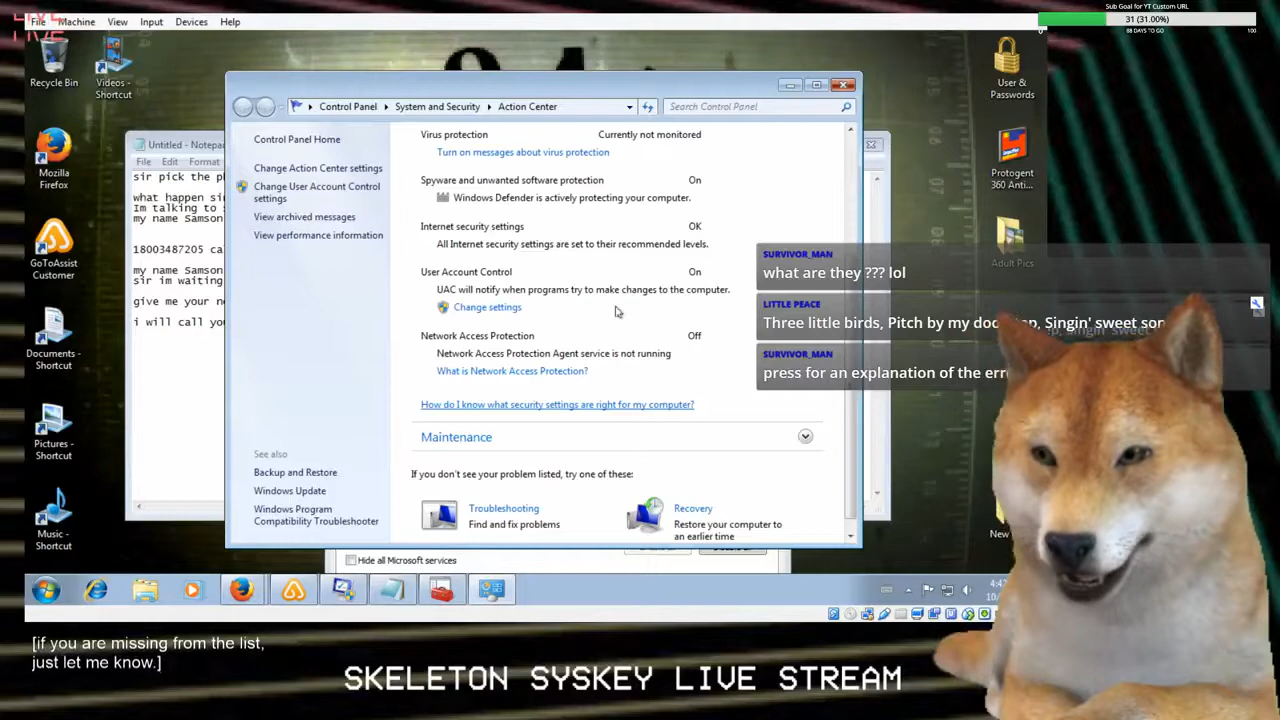 LIVE
LIVE
File Machine View Input Devices Help
Sub Goal for YT Custom URL
31 (31.00%)
0
88 DAYS TO GO
100
Recycle Bin
Videos -
Shortcut
Mozilla
Firefox
GoToAssist
Customer
Documents -
Shortcut
Pictures -
Shortcut
Music -
Shortcut
User &
Passwords
Protogent
360 Anti...
Adult Pics
New
Untitled - Notepad
File Edit Format
sir pick the
what happen
Im talking to
my name Samson
18003487205
my name Samson
sir im waiting
give me your
i will call
Control Panel
System and Security
Action Center
Search Control Panel
Control Panel Home
Change Action Center settings
Change User Account Control
settings
View archived messages
View performance information
See also
Backup and Restore
Windows Update
Windows Program
Compatibility Troubleshooter
Virus protection Currently not monitored
Turn on messages about virus protection
Spyware and unwanted software protection On
Windows Defender is actively protecting your computer.
Internet security settings OK
All Internet security settings are set to their recommended levels.
User Account Control On
UAC will notify when programs try to make changes to the computer.
Change settings
Network Access Protection Off
Network Access Protection Agent service is not running
What is Network Access Protection?
How do I know what security settings are right for my computer?
Maintenance
If you don't see your problem listed, try one of these:
Troubleshooting
Find and fix problems
Recovery
Restore your computer to
an earlier time
Hide all Microsoft services
SURVIVOR_MAN
what are they ??? lol
LITTLE PEACE
Three little birds, Pitch by my Singin' sweet
SURVIVOR_MAN
press for an explanation of the
[if you are missing from the list,
just let me know.]
SKELETON SYSKEY LIVE STREAM